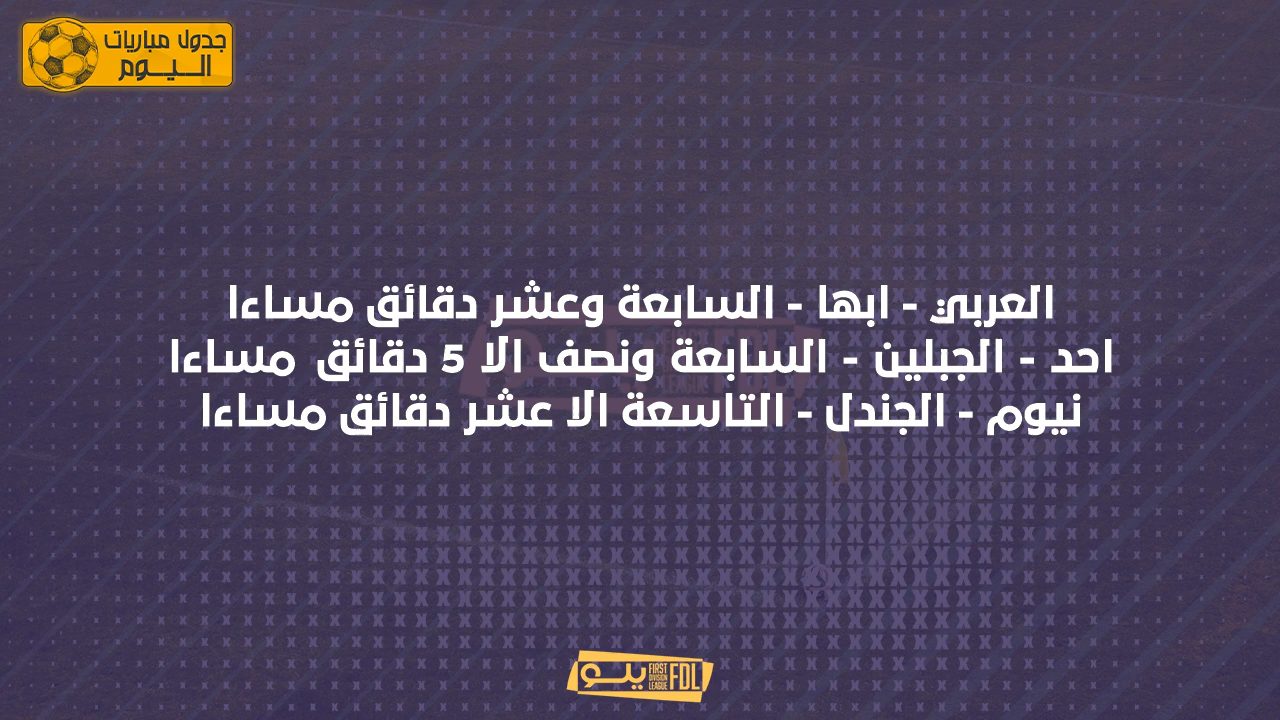 جدول مباريات
اليوم
العربي - ابها - السابعة وعشر دقائق مساءا
احد - الجبلين - السابعة ونصف الا 5 دقائق مساءا
نيوم - الجندل - التاسعة الا عشر دقائق مساءا
يلو FIRST DIVISION LEAGUE FDL